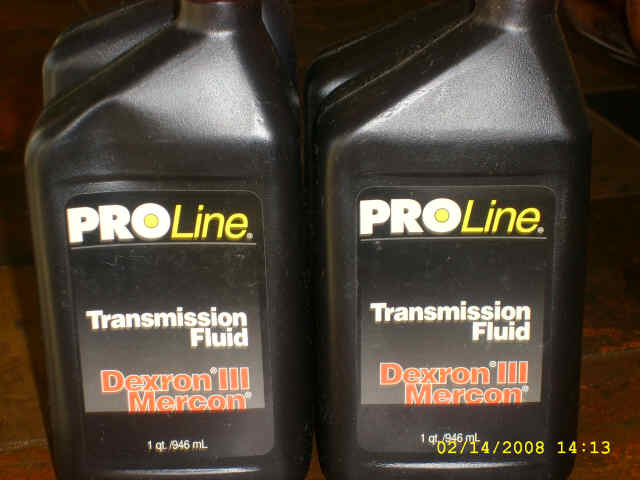 PROLine®
Transmission
Fluid
Dexron®III
Mercon®
1 qt./946 mL
PROLine®
Transmission
Fluid
Dexron®III
Mercon®
1 qt./946 mL
02/14/2008 14:13